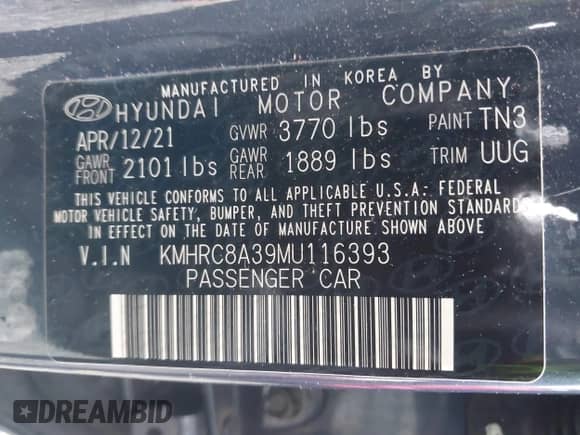 MANUFACTURED IN KOREA BY
HYUNDAI MOTOR COMPANY
APR/12/21 GVWR 3770 lbs PAINT TN3
GAWR FRONT 2101 lbs GAWR REAR 1889 lbs TRIM UUG
THIS VEHICLE CONFORMS TO ALL APPLICABLE U.S.A: FEDERAL
MOTOR VEHICLE SAFETY, BUMPER, AND THEFT PREVENTION STANDARDS
IN EFFECT ON THE DATE OF MANUFACTURE SHOWN ABOVE
V.I.N KMHRC8A39MU116393
PASSENGER CAR
DREAMBID